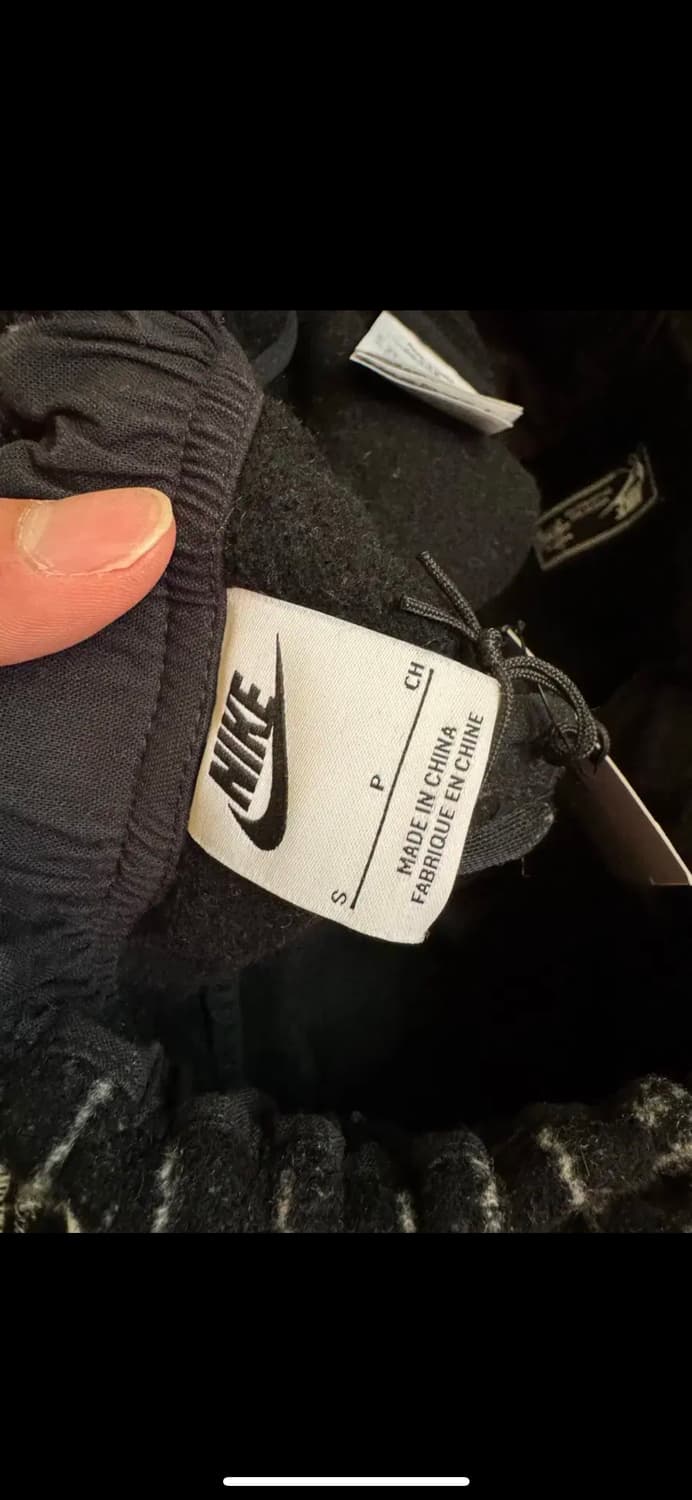 NIKE
S P CH
MADE IN CHINA
FABRIQUE EN CHINE